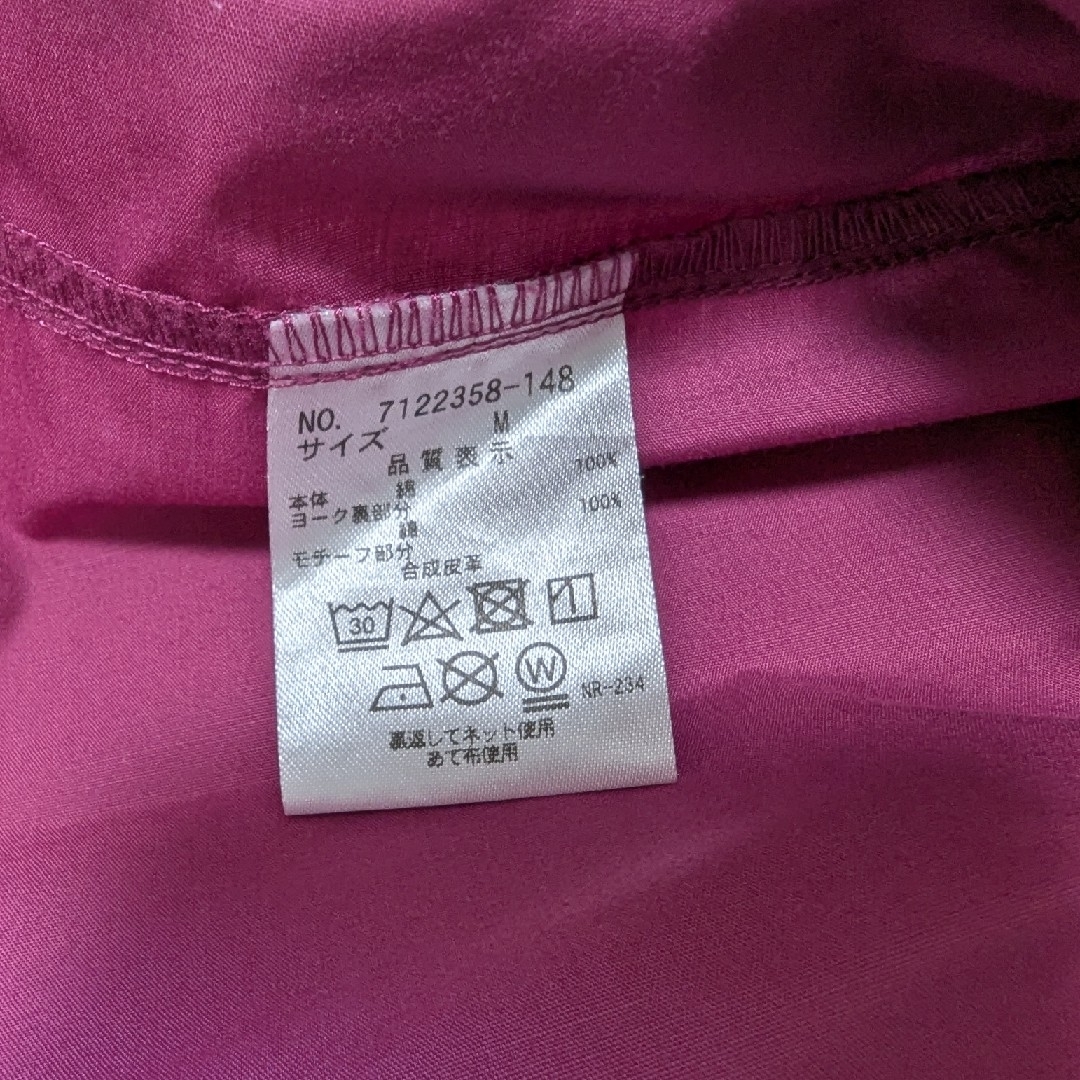 NO. 7122358-148
サイズ M
品質表示
本体 綿 100%
ヨーク裏部分
綿 100%
モチーフ部分
合成皮革
30
W NR-234
裏返してネット使用
あて布使用